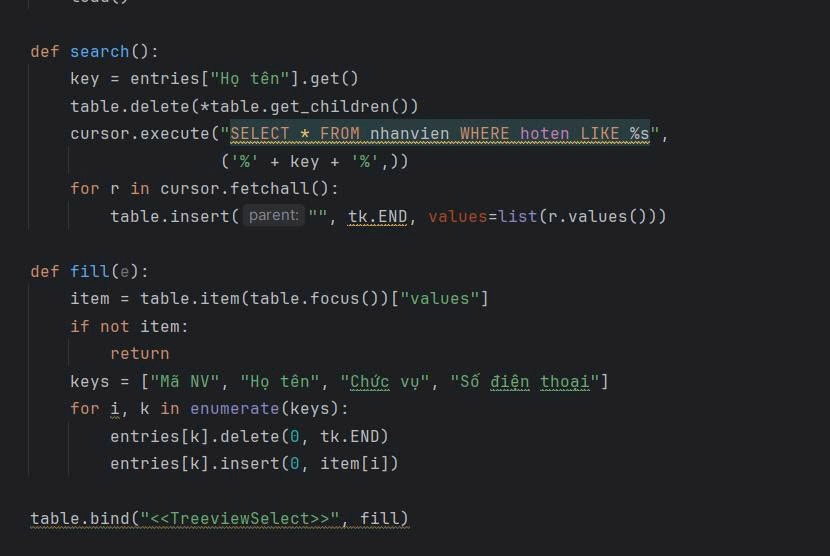 load()
def search():
key = entries["Họ tên"].get()
table.delete(*table.get_children())
cursor.execute("SELECT * FROM nhanvien WHERE hoten LIKE %s",
('%' + key + '%',))
for r in cursor.fetchall():
table.insert( parent: "", tk.END, values=list(r.values()))
def fill(e):
item = table.item(table.focus())["values"]
if not item:
return
keys = ["Mã NV", "Họ tên", "Chức vụ", "Số điện thoại"]
for i, k in enumerate(keys):
entries[k].delete(0, tk.END)
entries[k].insert(0, item[i])
table.bind("<<TreeviewSelect>>", fill)